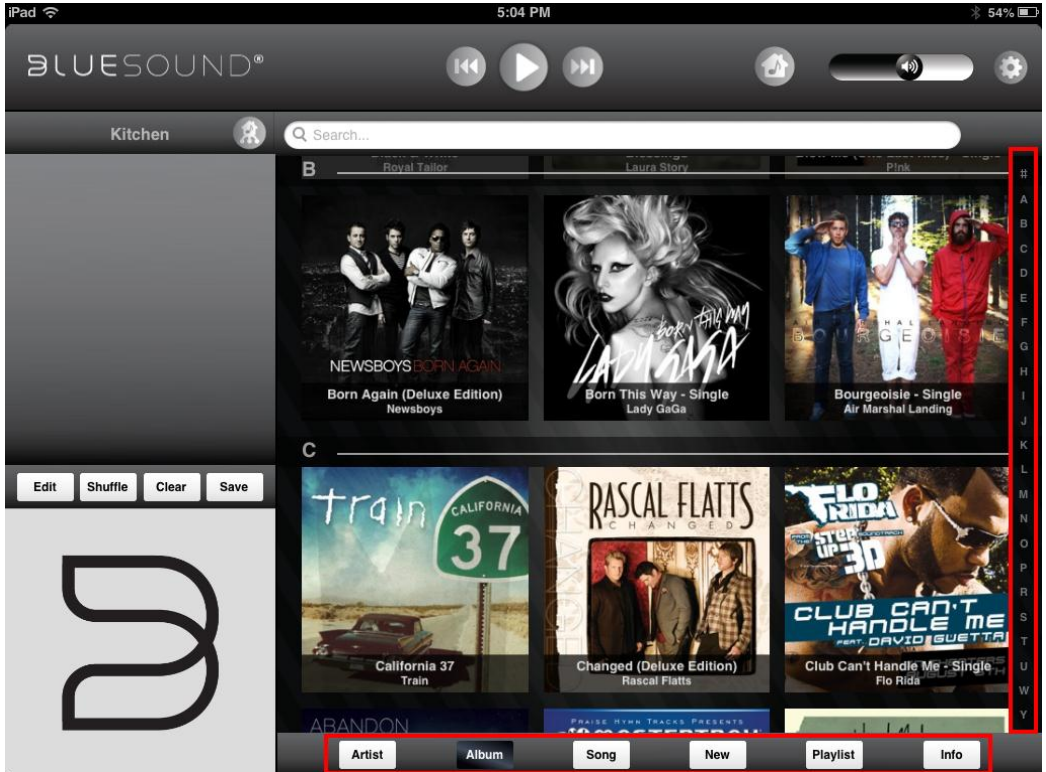 iPad
5:04 PM
54%
BLUESOUND®
Kitchen
Search...
B
Royal Tailor
Laura Story
P!nk
NEWSBOYS BORN AGAIN
Born Again (Deluxe Edition)
Newsboys
BORN THIS WAY
LADY GAGA
Born This Way - Single
Lady GaGa
BOURGEOISIE
Bourgeoisie - Single
Air Marshal Landing
C
train
CALIFORNIA
37
California 37
Train
RASCAL FLATTS
CHANGED
Changed (Deluxe Edition)
Rascal Flatts
FLO
RIDA
FROM THE
STEP SOUNDTRACK
UP 3D
CLUB CAN'T
HANDLE ME
FEAT. DAVID GUETTA
Club Can't Handle Me - Single
Flo Rida
ABANDON
PRAISE HYMN TRACKS PRESENTS
Edit
Shuffle
Clear
Save
Artist
Album
Song
New
Playlist
Info
#
A
B
C
D
E
F
G
H
I
J
K
L
M
N
O
P
R
S
T
U
W
Y